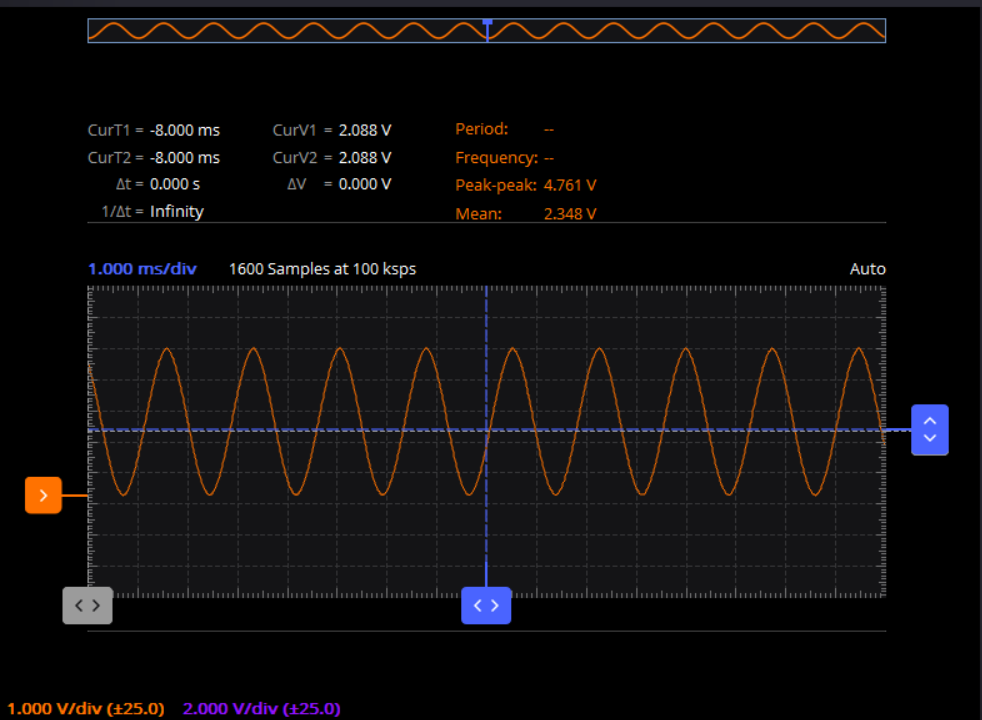 CurT1 = -8.000 ms CurV1 = 2.088 V Period: --
CurT2 = -8.000 ms CurV2 = 2.088 V Frequency: --
Δt = 0.000 s ΔV = 0.000 V Peak-peak: 4.761 V
1/Δt = Infinity Mean: 2.348 V
1.000 ms/div 1600 Samples at 100 ksps Auto
1.000 V/div (±25.0) 2.000 V/div (±25.0)